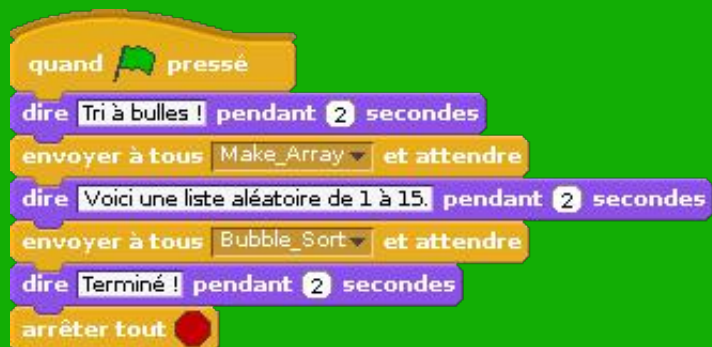 quand pressé
dire Tri à bulles ! pendant 2 secondes
envoyer à tous Make_Array et attendre
dire Voici une liste aléatoire de 1 à 15. pendant 2 secondes
envoyer à tous Bubble_Sort et attendre
dire Terminé ! pendant 2 secondes
arrêter tout